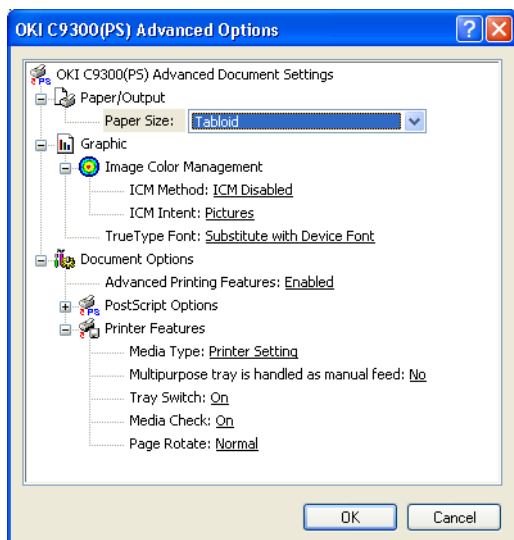 OKI C9300(PS) Advanced Options
OKI C9300(PS) Advanced Document Settings
Paper/Output
Paper Size: Tabloid
Graphic
Image Color Management
ICM Method: ICM Disabled
ICM Intent: Pictures
TrueType Font: Substitute with Device Font
Document Options
Advanced Printing Features: Enabled
PostScript Options
Printer Features
Media Type: Printer Setting
Multipurpose tray is handled as manual feed: No
Tray Switch: On
Media Check: On
Page Rotate: Normal
OK Cancel